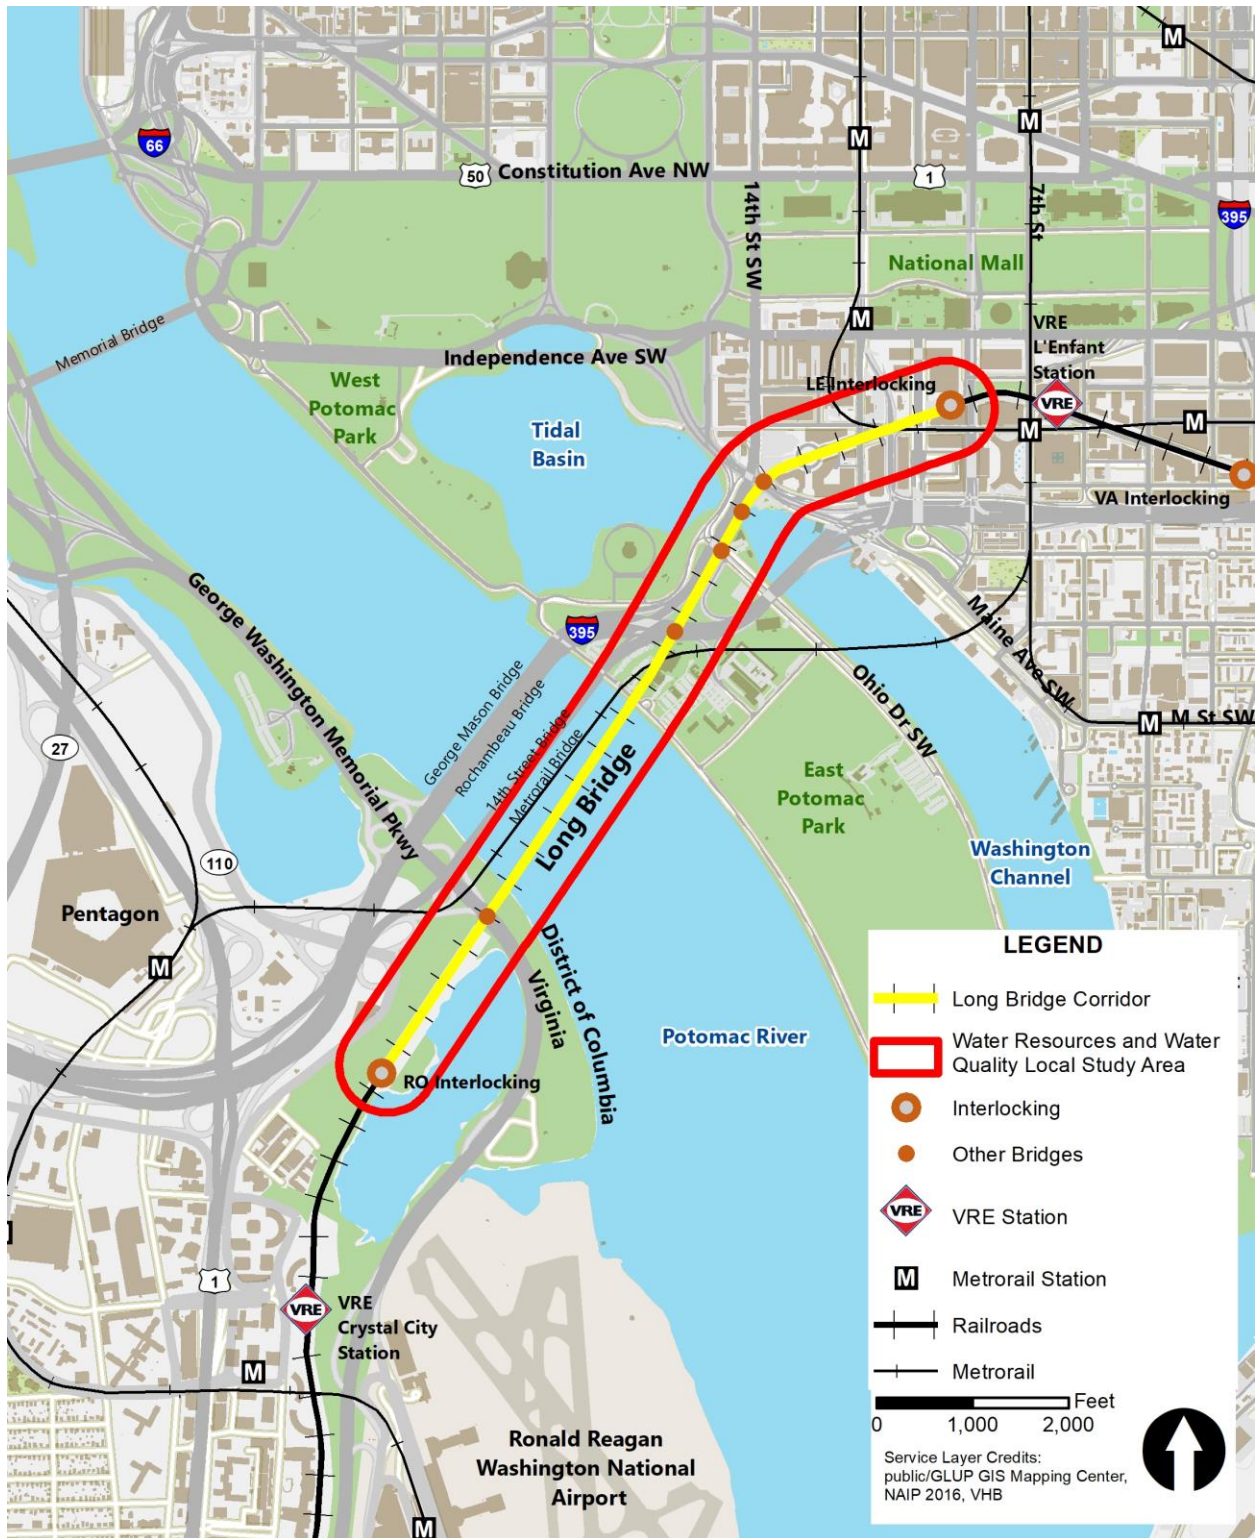 M
66
M
M
50
Constitution Ave NW
1
14th St SW
7th St
395
National Mall
Memorial Bridge
M
VRE
L'Enfant
Station
Independence Ave SW
West
Potomac
Park
LE Interlocking
VRE
M
M
Tidal
Basin
VA Interlocking
George Washington Memorial Pkwy
395
Maine Ave SW
George Mason Bridge
Rochambeau Bridge
14th Street Bridge
Metrorail Bridge
Long Bridge
Ohio Dr SW
M
M St SW
27
East
Potomac
Park
110
Washington
Channel
Pentagon
M
District of Columbia
Virginia
Potomac River
RO Interlocking
1
VRE
VRE
Crystal City
Station
M
Ronald Reagan
Washington National
Airport
M
LEGEND
Long Bridge Corridor
Water Resources and Water
Quality Local Study Area
Interlocking
Other Bridges
VRE
VRE Station
M
Metrorail Station
Railroads
Metrorail
Feet
0 1,000 2,000
Service Layer Credits:
public/GLUP GIS Mapping Center,
NAIP 2016, VHB